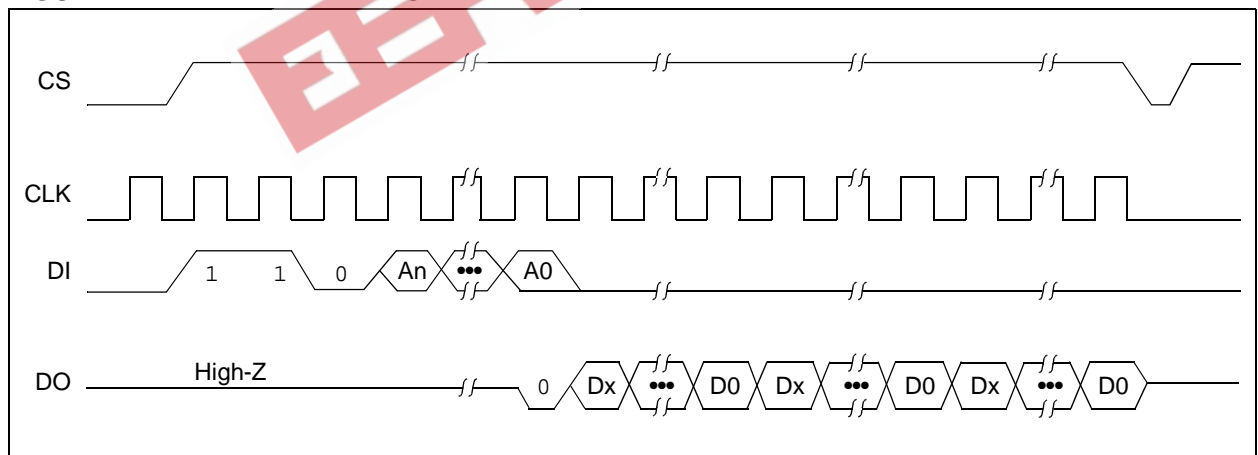 CS
CLK
DI 1 1 0 An ••• A0
High-Z
DO 0 Dx ••• D0 Dx ••• D0 Dx ••• D0